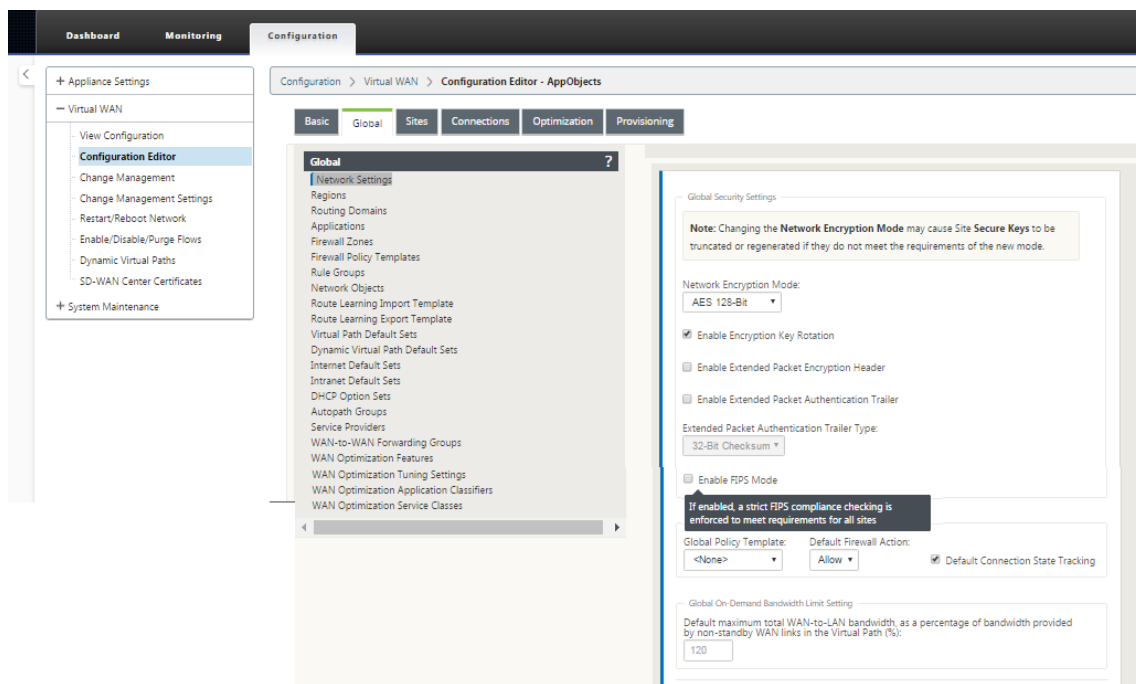 Dashboard
Monitoring
Configuration
+ Appliance Settings
− Virtual WAN
View Configuration
Configuration Editor
Change Management
Change Management Settings
Restart/Reboot Network
Enable/Disable/Purge Flows
Dynamic Virtual Paths
SD-WAN Center Certificates
+ System Maintenance
Configuration > Virtual WAN > Configuration Editor - AppObjects
Basic
Global
Sites
Connections
Optimization
Provisioning
Global ?
Network Settings
Regions
Routing Domains
Applications
Firewall Zones
Firewall Policy Templates
Rule Groups
Network Objects
Route Learning Import Template
Route Learning Export Template
Virtual Path Default Sets
Dynamic Virtual Path Default Sets
Internet Default Sets
Intranet Default Sets
DHCP Option Sets
Autopath Groups
Service Providers
WAN-to-WAN Forwarding Groups
WAN Optimization Features
WAN Optimization Tuning Settings
WAN Optimization Application Classifiers
WAN Optimization Service Classes
Global Security Settings
Note: Changing the Network Encryption Mode may cause Site Secure Keys to be
truncated or regenerated if they do not meet the requirements of the new mode.
Network Encryption Mode:
AES 128-Bit
Enable Encryption Key Rotation
Enable Extended Packet Encryption Header
Enable Extended Packet Authentication Trailer
Extended Packet Authentication Trailer Type:
32-Bit Checksum
Enable FIPS Mode
If enabled, a strict FIPS compliance checking is
enforced to meet requirements for all sites
Global Policy Template:
Default Firewall Action:
<None>
Allow
Default Connection State Tracking
Global On-Demand Bandwidth Limit Setting
Default maximum total WAN-to-LAN bandwidth, as a percentage of bandwidth provided
by non-standby WAN links in the Virtual Path (%):
120